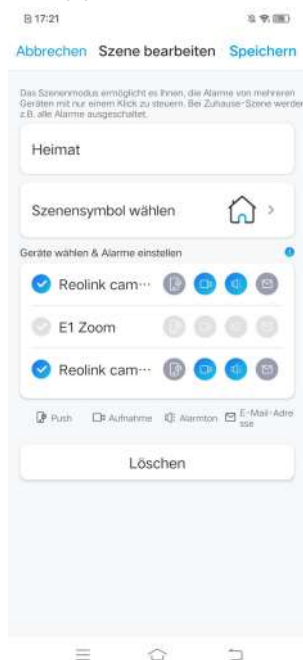 17:21
Abbrechen Szene bearbeiten Speichern
Das Szenenmodus ermöglicht es Ihnen, die Alarme von mehreren
Geräten mit nur einem Klick zu steuern. Bei Zuhause-Szene werden
z.B. alle Alarme ausgeschaltet.
Heimat
Szenensymbol wählen
Geräte wählen & Alarme einstellen
Reolink cam···
E1 Zoom
Reolink cam···
Push Aufnahme Alarmton E-Mail-Adre
sse
Löschen